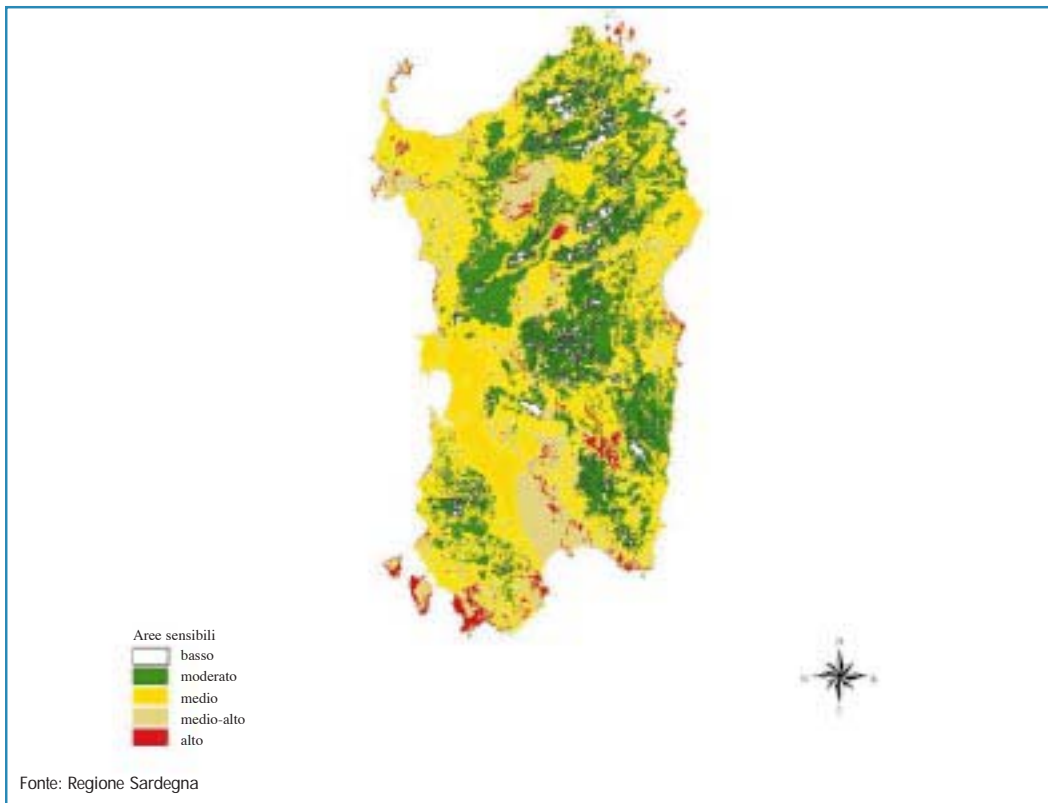 Aree sensibili
basso
moderato
medio
medio-alto
alto
Fonte: Regione Sardegna